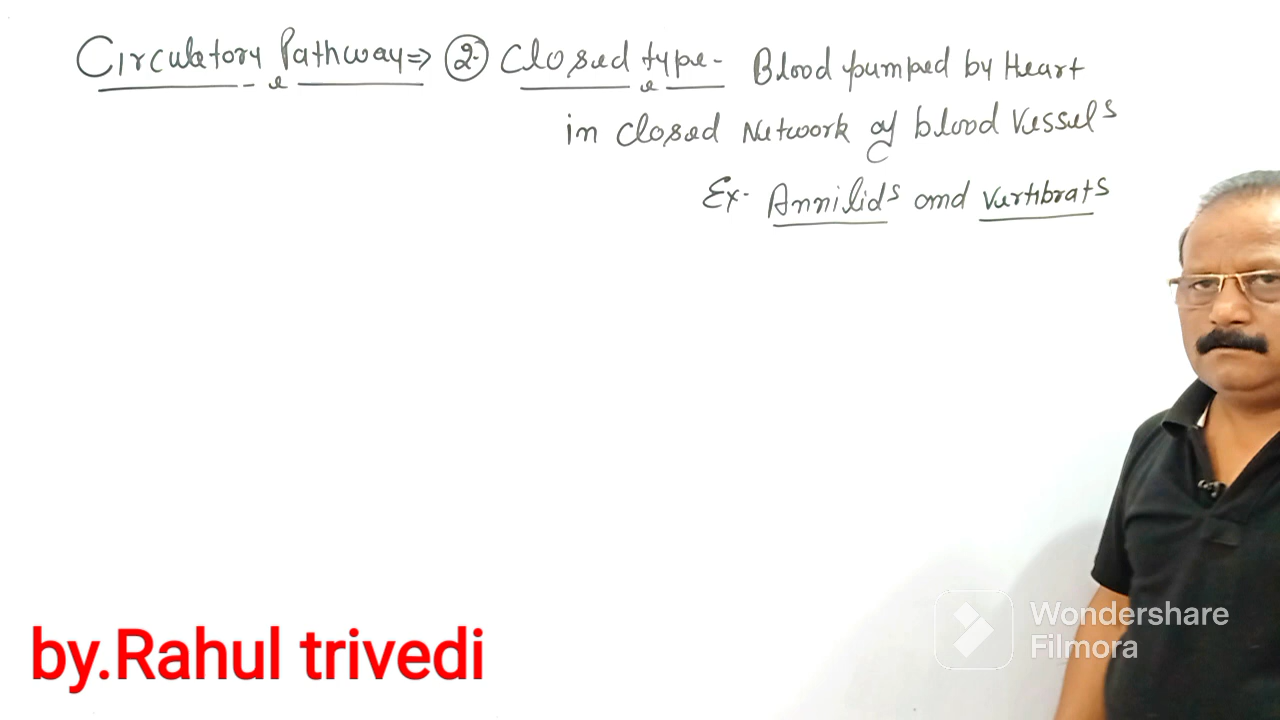 Circulatory Pathway ⇒ ② Closed type - Blood pumped by Heart
in closed Network of blood vessels
Ex- Annilids and Vertibrats
by.Rahul trivedi
Wondershare
Filmora